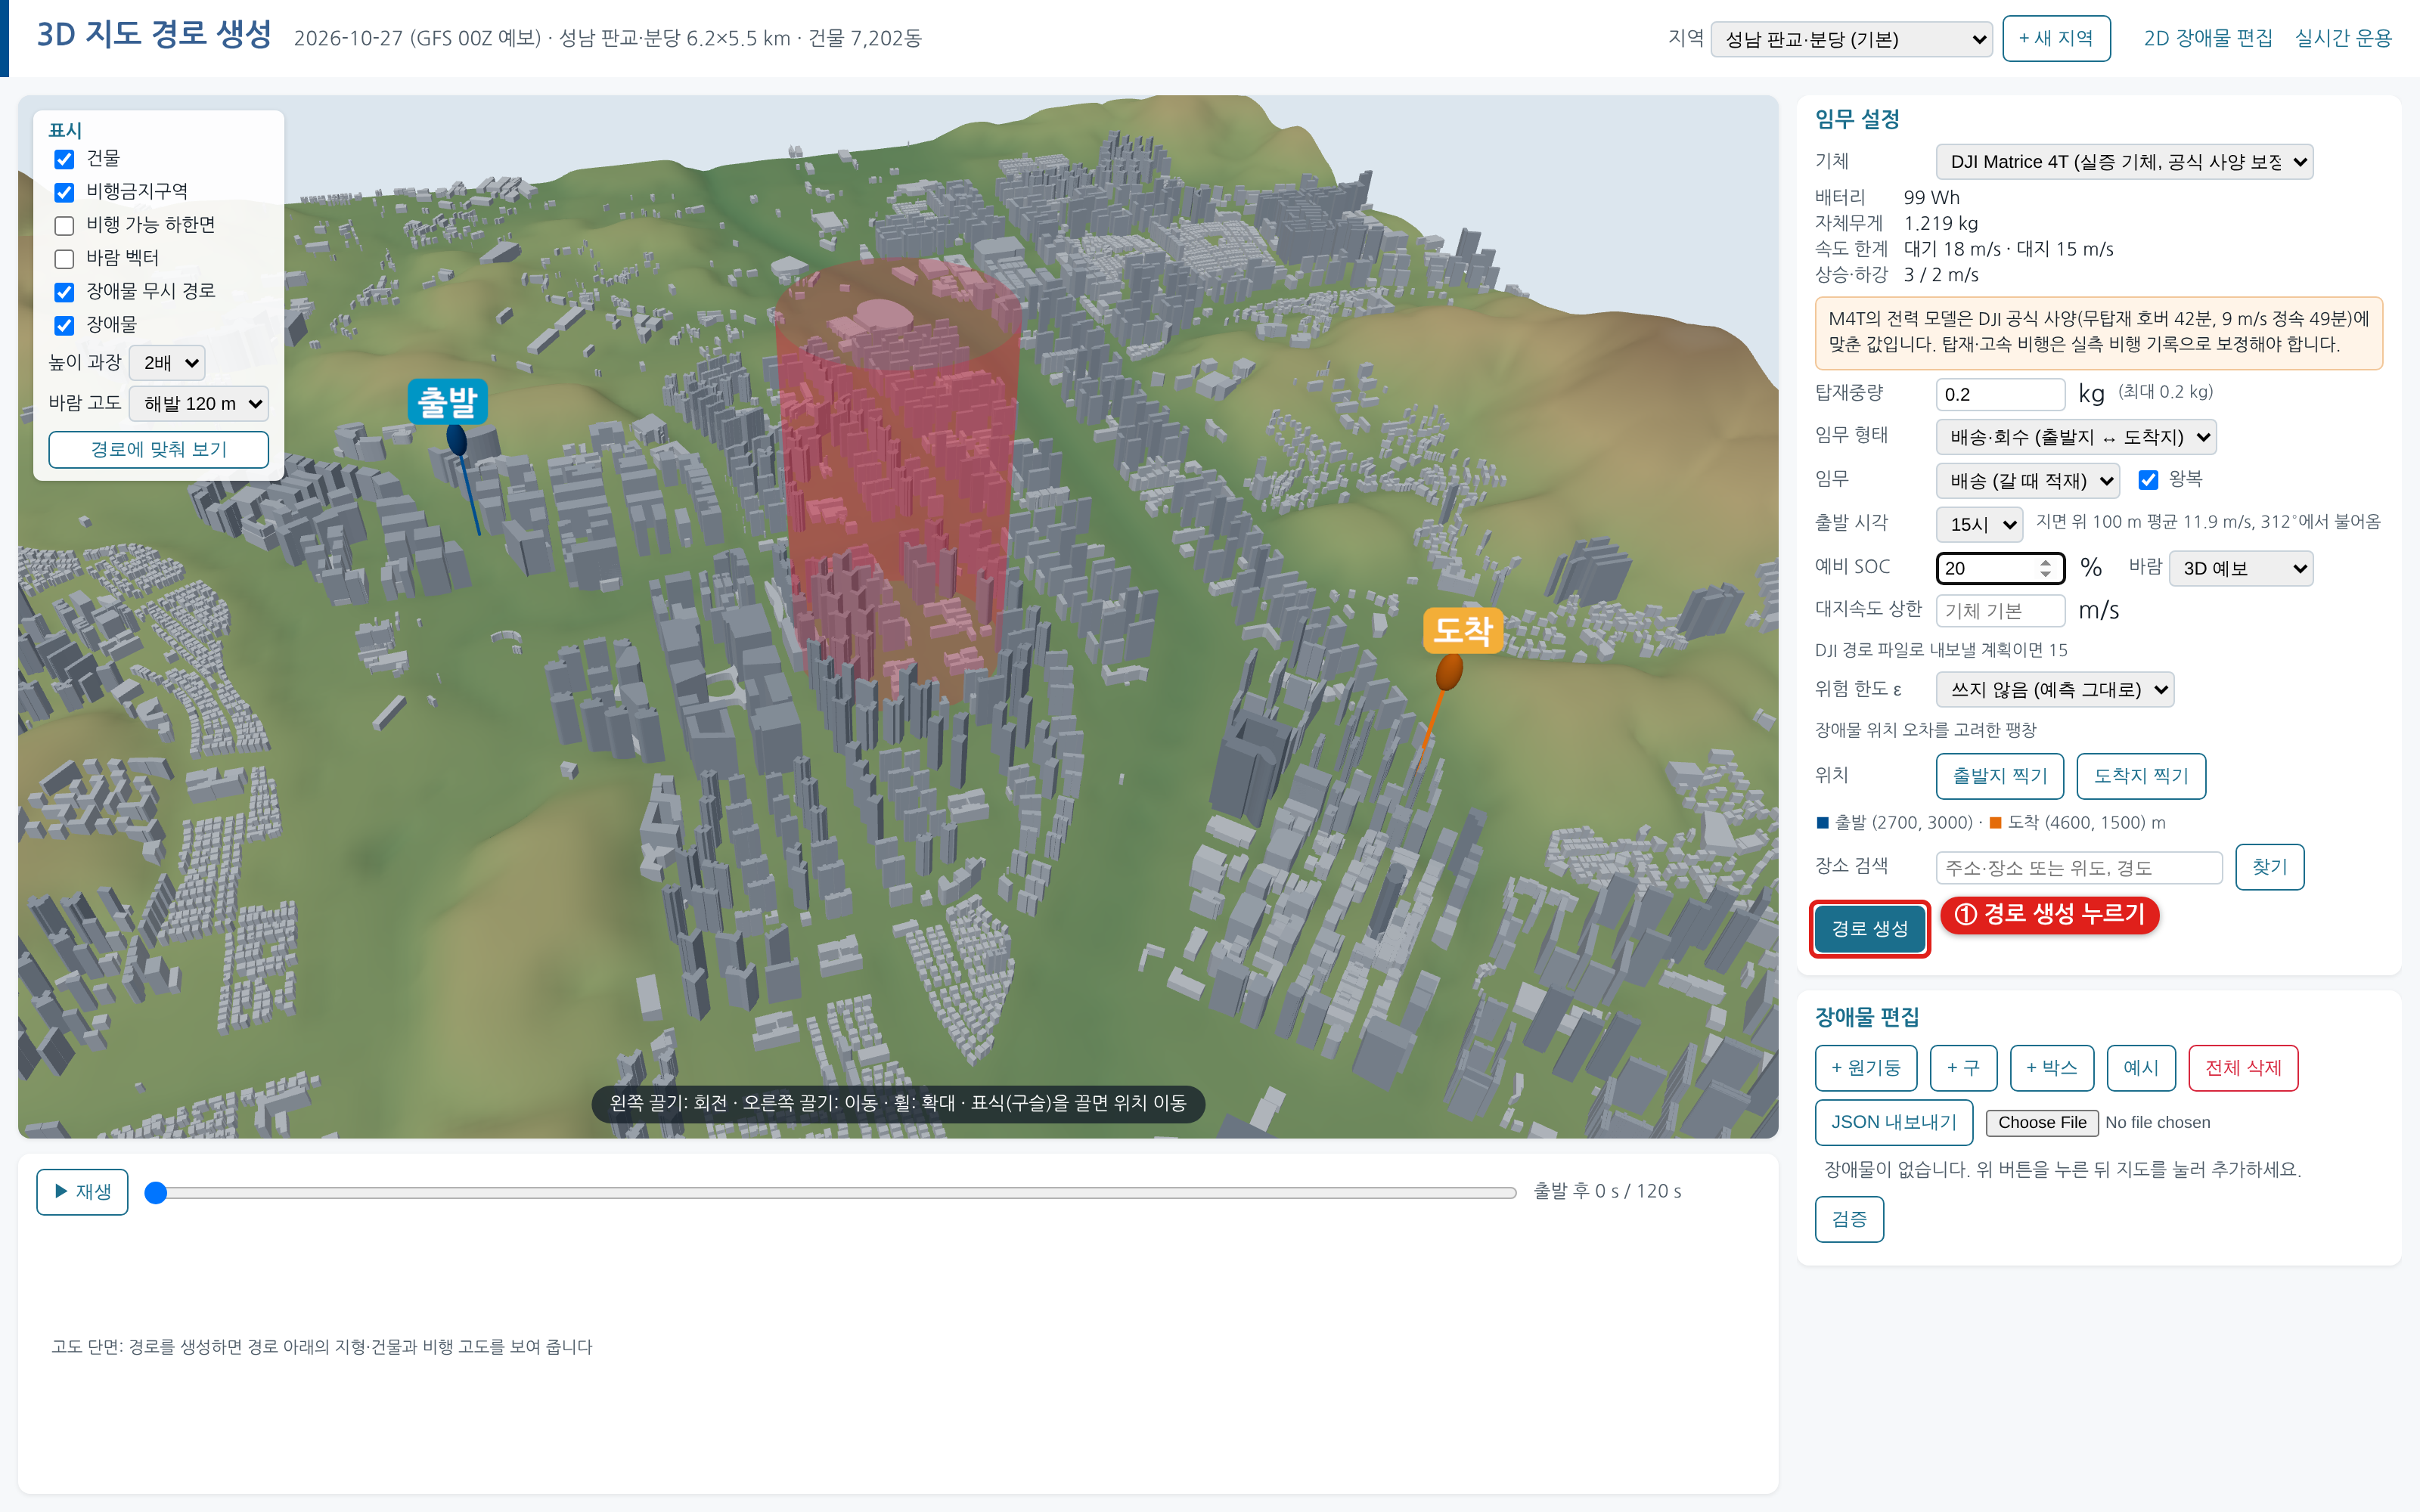 3D 지도 경로 생성
2026-10-27 (GFS 00Z 예보) · 성남 판교·분당 6.2×5.5 km · 건물 7,202동
지역 성남 판교·분당 (기본) + 새 지역 2D 장애물 편집 실시간 운용
표시
건물
비행금지구역
비행 가능 하한면
바람 벡터
장애물 무시 경로
장애물
높이 과장 2배
바람 고도 해발 120 m
경로에 맞춰 보기
출발
도착
왼쪽 끌기: 회전 · 오른쪽 끌기: 이동 · 휠: 확대 · 표식(구슬)을 끌면 위치 이동
▶ 재생
출발 후 0 s / 120 s
고도 단면: 경로를 생성하면 경로 아래의 지형·건물과 비행 고도를 보여 줍니다
임무 설정
기체 DJI Matrice 4T (실증 기체, 공식 사양 보정
배터리 99 Wh
자체무게 1.219 kg
속도 한계 대기 18 m/s · 대지 15 m/s
상승·하강 3 / 2 m/s
M4T의 전력 모델은 DJI 공식 사양(무탑재 호버 42분, 9 m/s 정속 49분)에
맞춘 값입니다. 탑재·고속 비행은 실측 비행 기록으로 보정해야 합니다.
탑재중량 0.2 kg (최대 0.2 kg)
임무 형태 배송·회수 (출발지 ↔ 도착지)
임무 배송 (갈 때 적재) 왕복
출발 시각 15시 지면 위 100 m 평균 11.9 m/s, 312°에서 불어옴
예비 SOC 20 % 바람 3D 예보
대지속도 상한 기체 기본 m/s
DJI 경로 파일로 내보낼 계획이면 15
위험 한도 ε 쓰지 않음 (예측 그대로)
장애물 위치 오차를 고려한 팽창
위치 출발지 찍기 도착지 찍기
■ 출발 (2700, 3000) · ■ 도착 (4600, 1500) m
장소 검색 주소·장소 또는 위도, 경도 찾기
경로 생성 ① 경로 생성 누르기
장애물 편집
+ 원기둥 + 구 + 박스 예시 전체 삭제
JSON 내보내기 Choose File No file chosen
장애물이 없습니다. 위 버튼을 누른 뒤 지도를 눌러 추가하세요.
검증